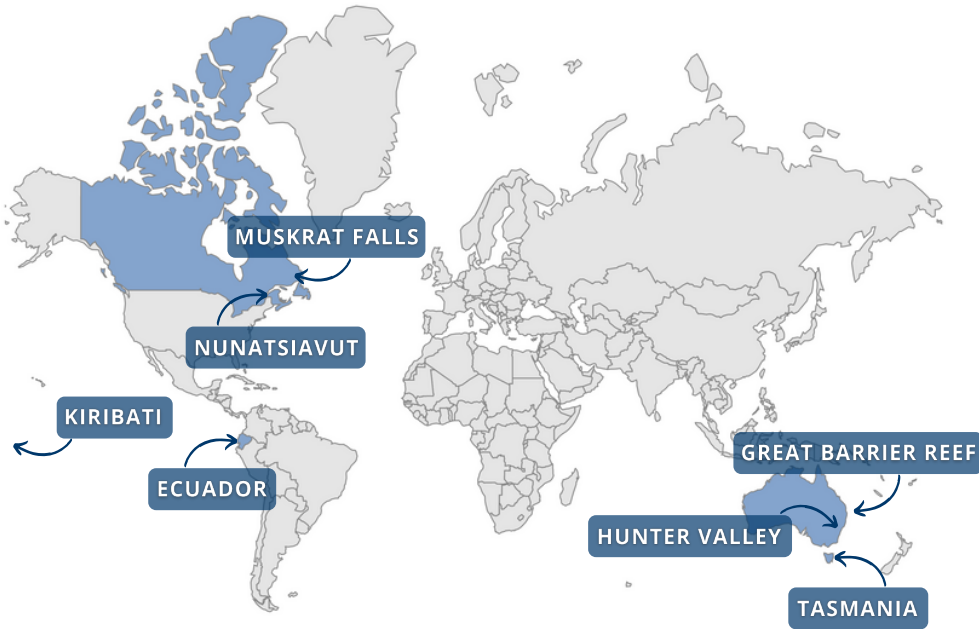 MUSKRAT FALLS
NUNATSIAVUT
KIRIBATI
ECUADOR
GREAT BARRIER REEF
HUNTER VALLEY
TASMANIA